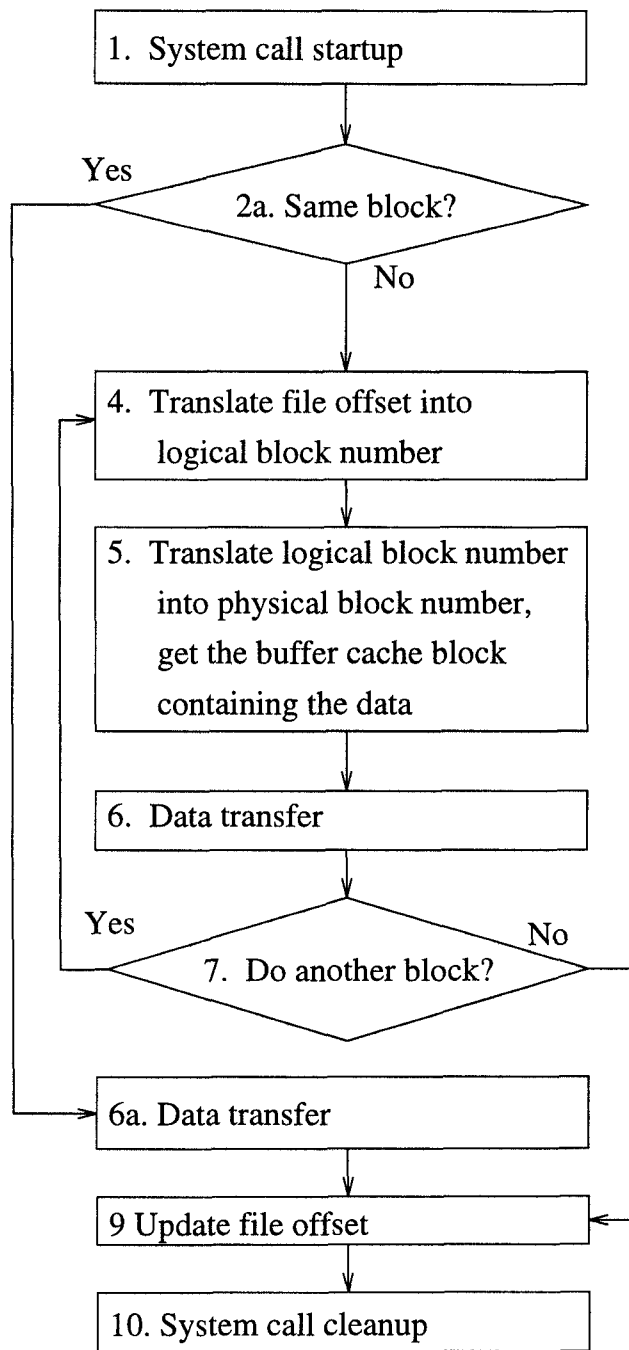 1. System call startup
Yes
2a. Same block?
No
4. Translate file offset into
logical block number
5. Translate logical block number
into physical block number,
get the buffer cache block
containing the data
6. Data transfer
Yes
No
7. Do another block?
6a. Data transfer
9 Update file offset
10. System call cleanup